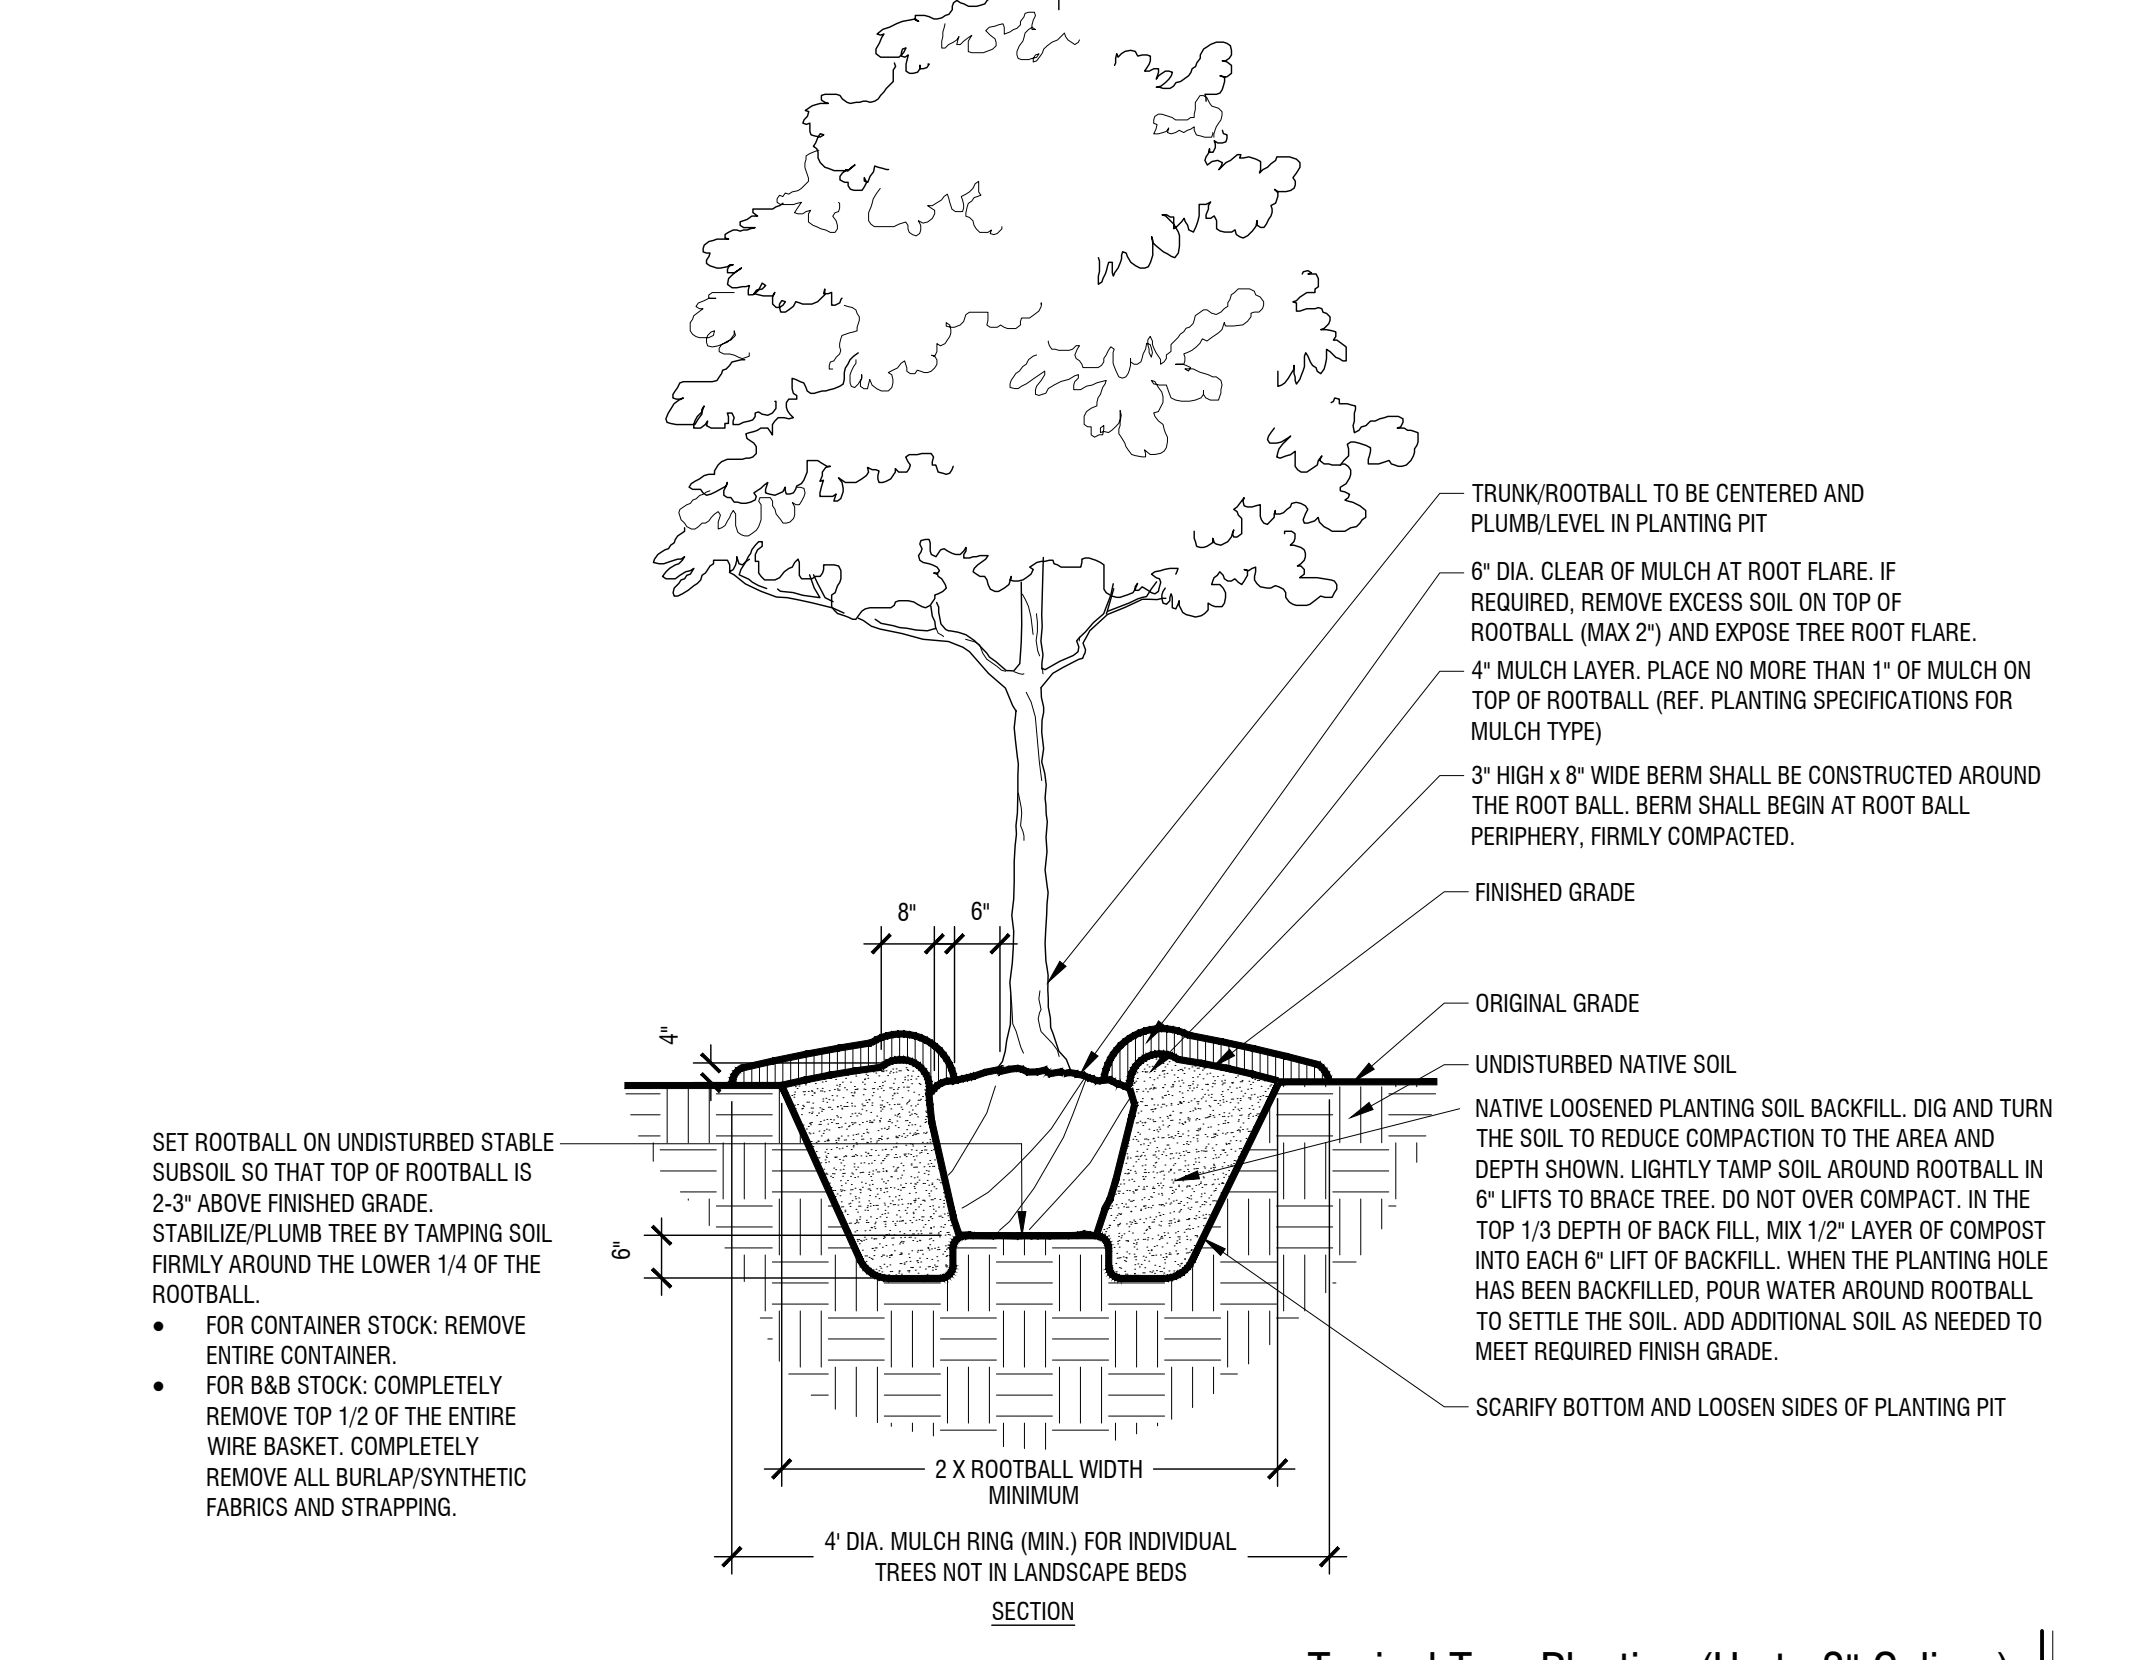 TRUNK/ROOTBALL TO BE CENTERED AND
PLUMB/LEVEL IN PLANTING PIT
6" DIA. CLEAR OF MULCH AT ROOT FLARE. IF
REQUIRED, REMOVE EXCESS SOIL ON TOP OF
ROOTBALL (MAX 2") AND EXPOSE TREE ROOT FLARE.
4" MULCH LAYER. PLACE NO MORE THAN 1" OF MULCH ON
TOP OF ROOTBALL (REF. PLANTING SPECIFICATIONS FOR
MULCH TYPE)
3" HIGH x 8" WIDE BERM SHALL BE CONSTRUCTED AROUND
THE ROOT BALL. BERM SHALL BEGIN AT ROOT BALL
PERIPHERY, FIRMLY COMPACTED.
FINISHED GRADE
ORIGINAL GRADE
UNDISTURBED NATIVE SOIL
NATIVE LOOSENED PLANTING SOIL BACKFILL. DIG AND TURN
THE SOIL TO REDUCE COMPACTION TO THE AREA AND
DEPTH SHOWN. LIGHTLY TAMP SOIL AROUND ROOTBALL IN
6" LIFTS TO BRACE TREE. DO NOT OVER COMPACT. IN THE
TOP 1/3 DEPTH OF BACK FILL, MIX 1/2" LAYER OF COMPOST
INTO EACH 6" LIFT OF BACKFILL. WHEN THE PLANTING HOLE
HAS BEEN BACKFILLED, POUR WATER AROUND ROOTBALL
TO SETTLE THE SOIL. ADD ADDITIONAL SOIL AS NEEDED TO
MEET REQUIRED FINISH GRADE.
SCARIFY BOTTOM AND LOOSEN SIDES OF PLANTING PIT
8"
6"
4"
6"
SET ROOTBALL ON UNDISTURBED STABLE
SUBSOIL SO THAT TOP OF ROOTBALL IS
2-3" ABOVE FINISHED GRADE.
STABILIZE/PLUMB TREE BY TAMPING SOIL
FIRMLY AROUND THE LOWER 1/4 OF THE
ROOTBALL.
• FOR CONTAINER STOCK: REMOVE
ENTIRE CONTAINER.
• FOR B&B STOCK: COMPLETELY
REMOVE TOP 1/2 OF THE ENTIRE
WIRE BASKET. COMPLETELY
REMOVE ALL BURLAP/SYNTHETIC
FABRICS AND STRAPPING.
2 X ROOTBALL WIDTH
MINIMUM
4' DIA. MULCH RING (MIN.) FOR INDIVIDUAL
TREES NOT IN LANDSCAPE BEDS
SECTION